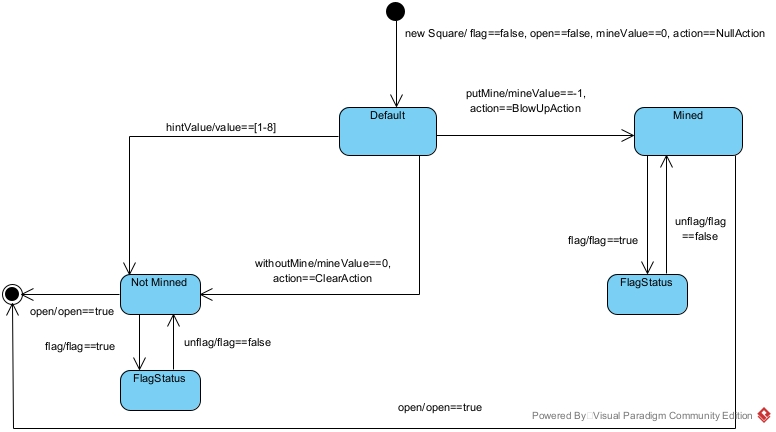 new Square/ flag==false, open==false, mineValue==0, action==NullAction
putMine/mineValue==-1,
action==BlowUpAction
Default
Mined
hintValue/value==[1-8]
unflag/flag
==false
flag/flag==true
withoutMine/mineValue==0,
action==ClearAction
Not Minned
FlagStatus
open/open==true
flag/flag==true
unflag/flag==false
FlagStatus
open/open==true
Powered By Visual Paradigm Community Edition